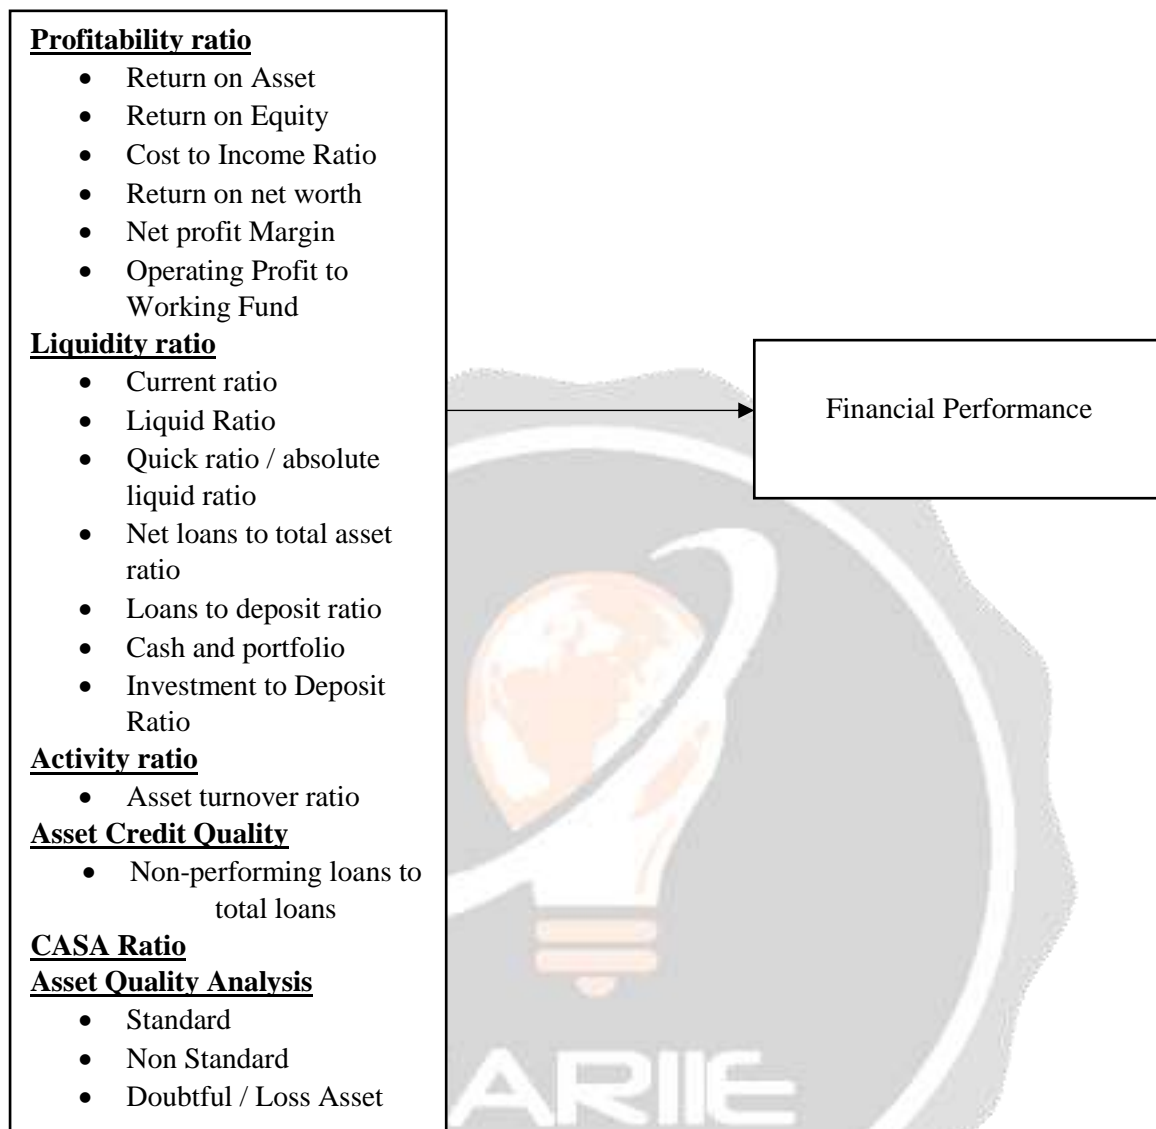 Profitability ratio
• Return on Asset
• Return on Equity
• Cost to Income Ratio
• Return on net worth
• Net profit Margin
• Operating Profit to
Working Fund
Liquidity ratio
• Current ratio
• Liquid Ratio
• Quick ratio / absolute
liquid ratio
• Net loans to total asset
ratio
• Loans to deposit ratio
• Cash and portfolio
• Investment to Deposit
Ratio
Activity ratio
• Asset turnover ratio
Asset Credit Quality
• Non-performing loans to
total loans
CASA Ratio
Asset Quality Analysis
• Standard
• Non Standard
• Doubtful / Loss Asset
Financial Performance
ARIIE